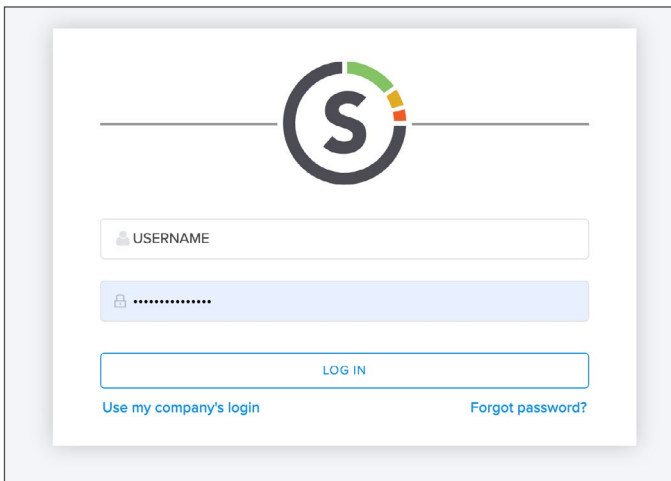 S
USERNAME
•••••••••••••••
LOG IN
Use my company's login
Forgot password?